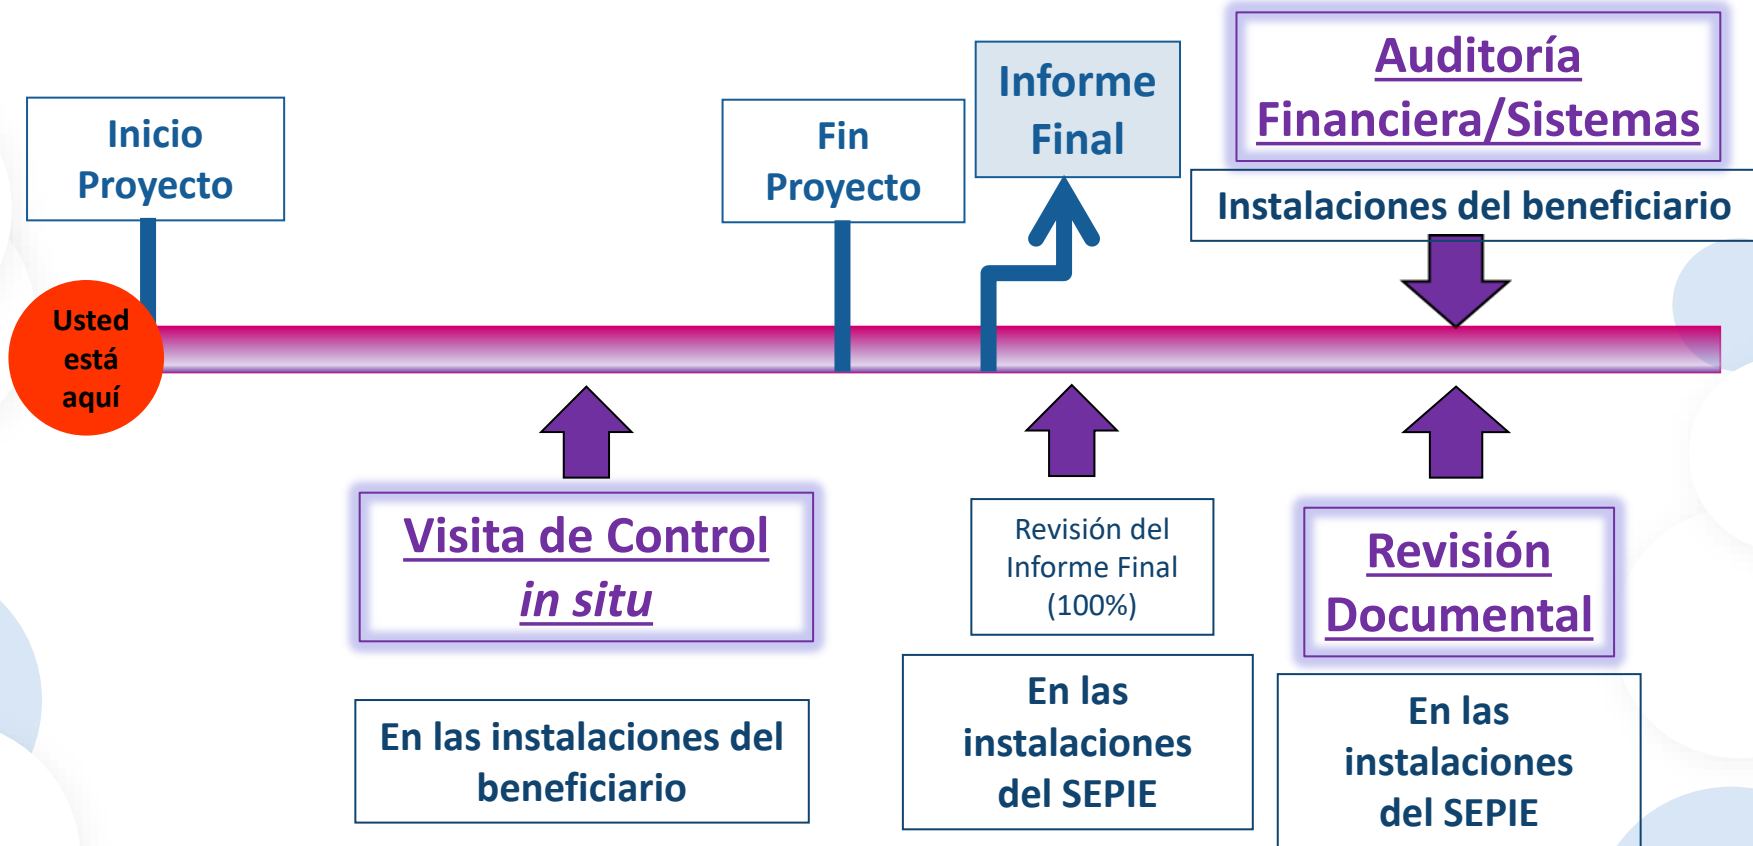 Inicio
Proyecto
Fin
Proyecto
Informe
Final
Auditoría
Financiera/Sistemas
Instalaciones del beneficiario
Usted
está
aquí
Visita de Control
in situ
En las instalaciones del
beneficiario
Revisión del
Informe Final
(100%)
En las
instalaciones
del SEPIE
Revisión
Documental
En las
instalaciones
del SEPIE